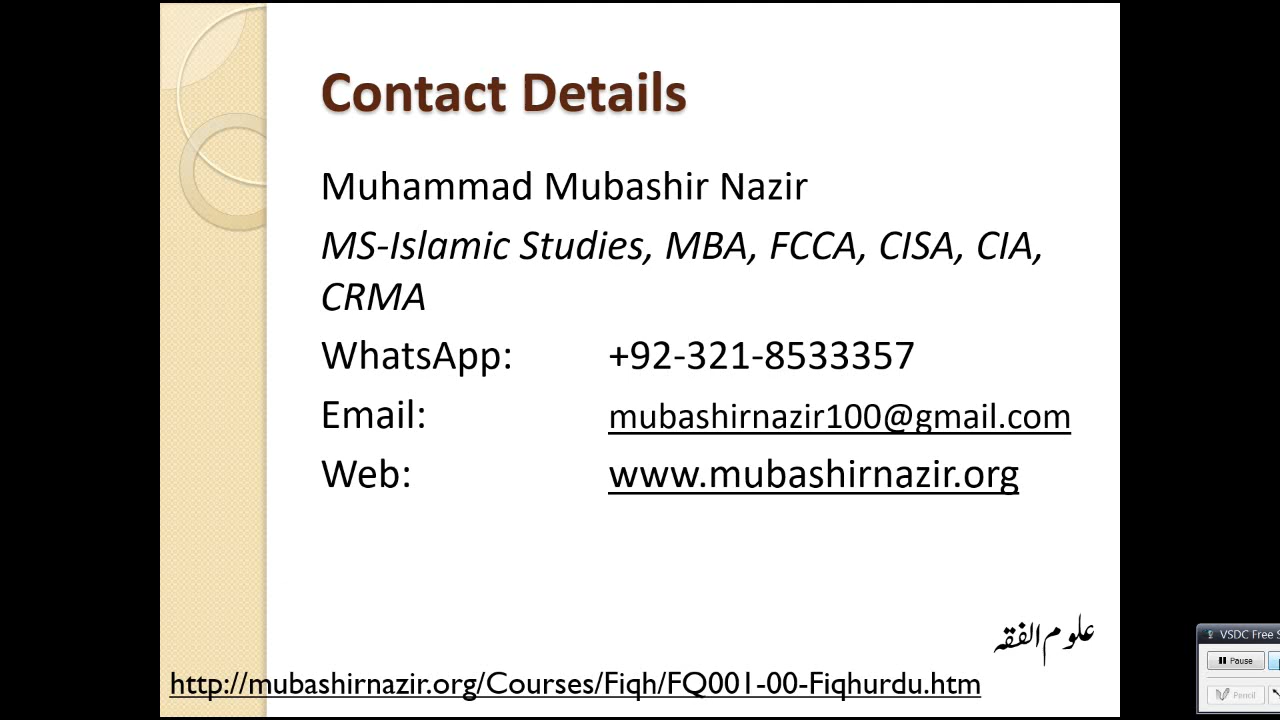 Contact Details
Muhammad Mubashir Nazir
MS-Islamic Studies, MBA, FCCA, CISA, CIA,
CRMA
WhatsApp: +92-321-8533357
Email: mubashirnazir100@gmail.com
Web: www.mubashirnazir.org
علوم الفقہ
VSDC Free
Pause
Pencil
http://mubashirnazir.org/Courses/Fiqh/FQ001-00-Fiqhurdu.htm